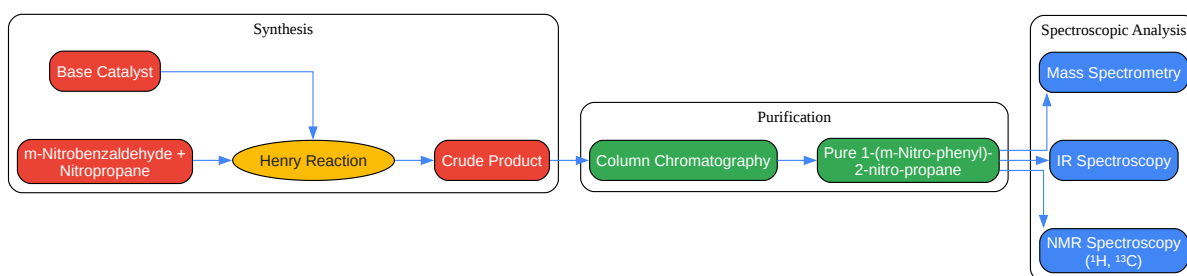 Synthesis
Base Catalyst
m-Nitrobenzaldehyde +
Nitropropane
Henry Reaction
Crude Product
Purification
Column Chromatography
Pure 1-(m-Nitro-phenyl)-
2-nitro-propane
Spectroscopic Analysis
Mass Spectrometry
IR Spectroscopy
NMR Spectroscopy
(¹H, ¹³C)